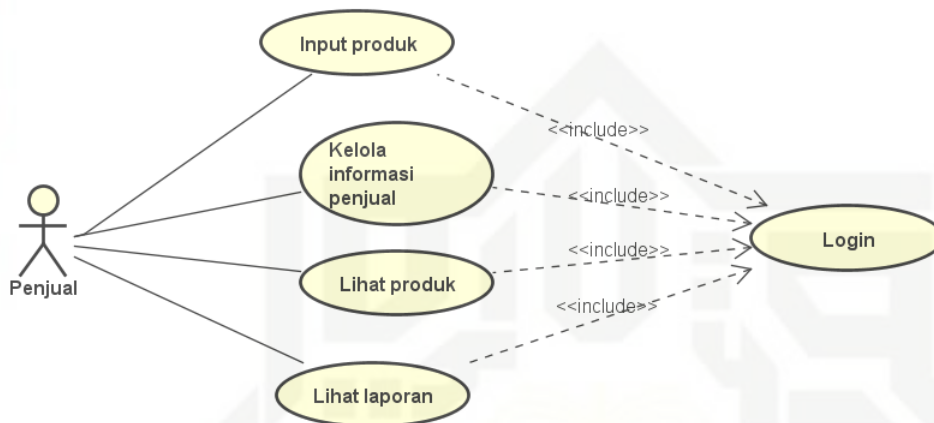 Input produk
<<include>>
Kelola
informasi
penjual
<<include>>
Login
<<include>>
Lihat produk
Penjual
<<include>>
Lihat laporan